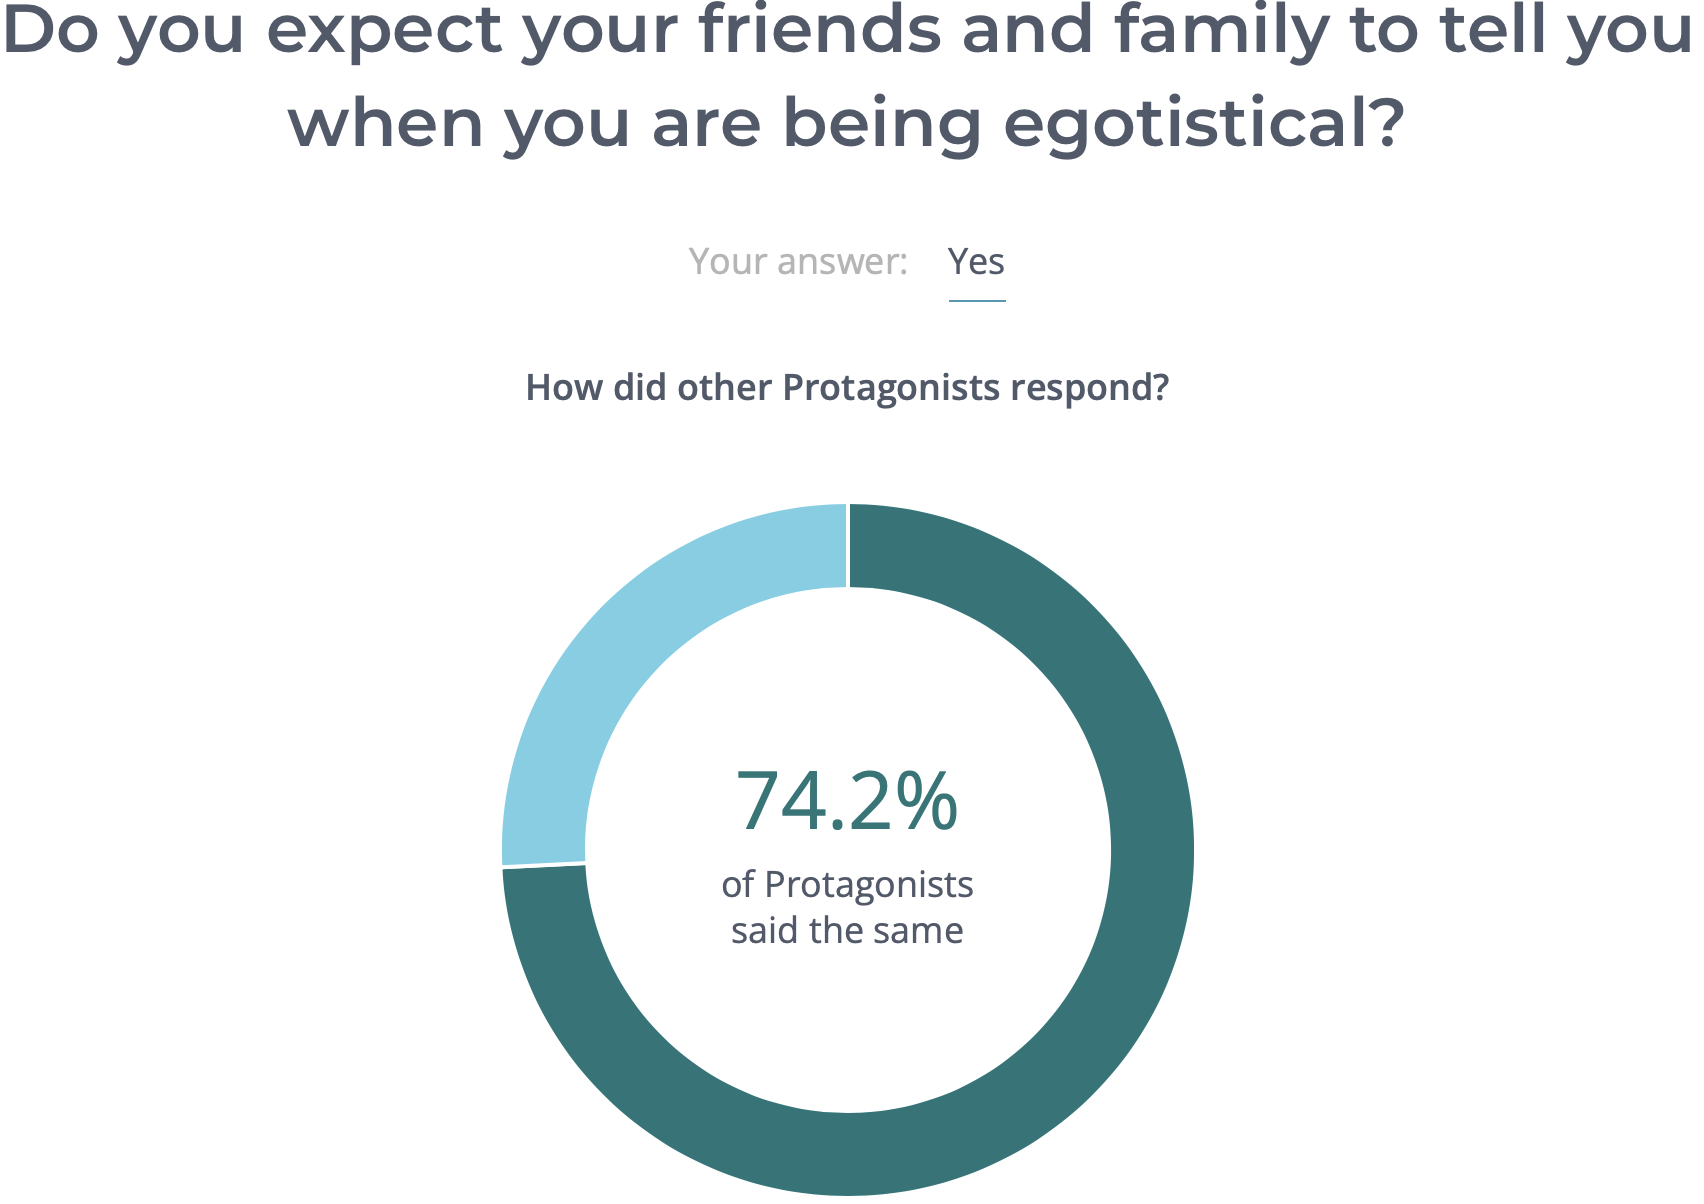 Do you expect your friends and family to tell you
when you are being egotistical?
Your answer: Yes
How did other Protagonists respond?
74.2%
of Protagonists
said the same